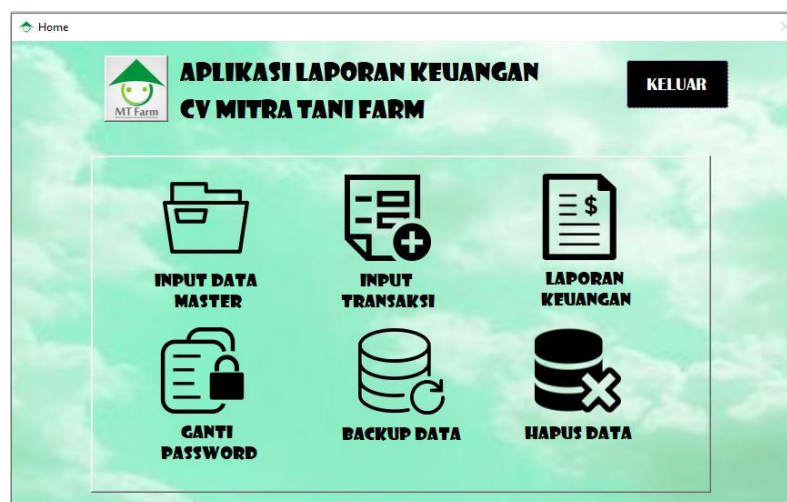 Home
APLIKASI LAPORAN KEUANGAN
CV MITRA TANI FARM
KELUAR
MT Farm
INPUT DATA
MASTER
INPUT
TRANSAKSI
LAPORAN
KEUANGAN
GANTI
PASSWORD
BACKUP DATA
HAPUS DATA